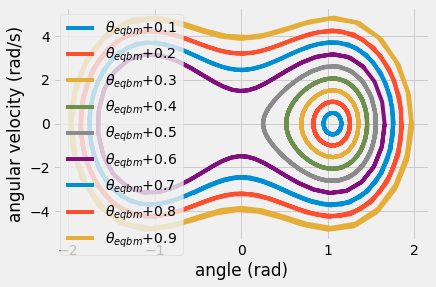 angular velocity (rad/s)
4
2
0
−2
−4
θeqbm+0.1
θeqbm+0.2
θeqbm+0.3
θeqbm+0.4
θeqbm+0.5
θeqbm+0.6
θeqbm+0.7
θeqbm+0.8
θeqbm+0.9
−2 −1 0 1 2
angle (rad)